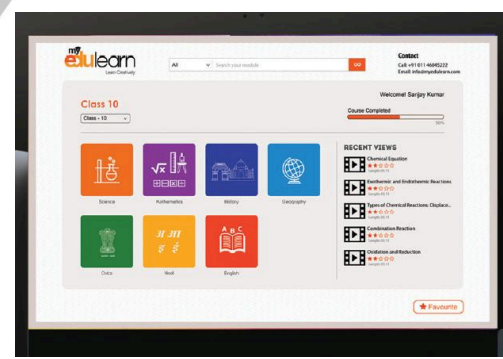 my
edulearn
Learn Creatively
All
Search your module
GO
Contact
Call: +91 011 46095222
Email: info@myedulearn.com
Welcome! Sanjay Kumar
Class 10
Class - 10
Course Completed
Science
Mathematics
History
Geography
Civics
Hindi
English
A B C
RECENT VIEWS
Chemical Equation
Exothermic and Endothermic Reactions
Types of Chemical Reactions: Displace..
Combination Reaction
Oxidation and Reduction
Favourite